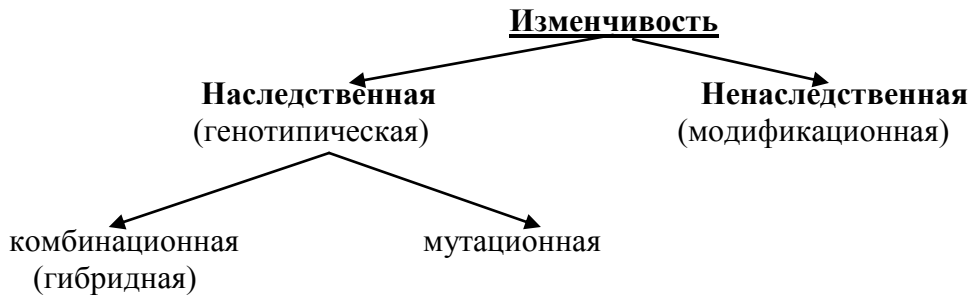 Изменчивость
Наследственная
Ненаследственная
(генотипическая)
(модификационная)
комбинационная
мутационная
(гибридная)